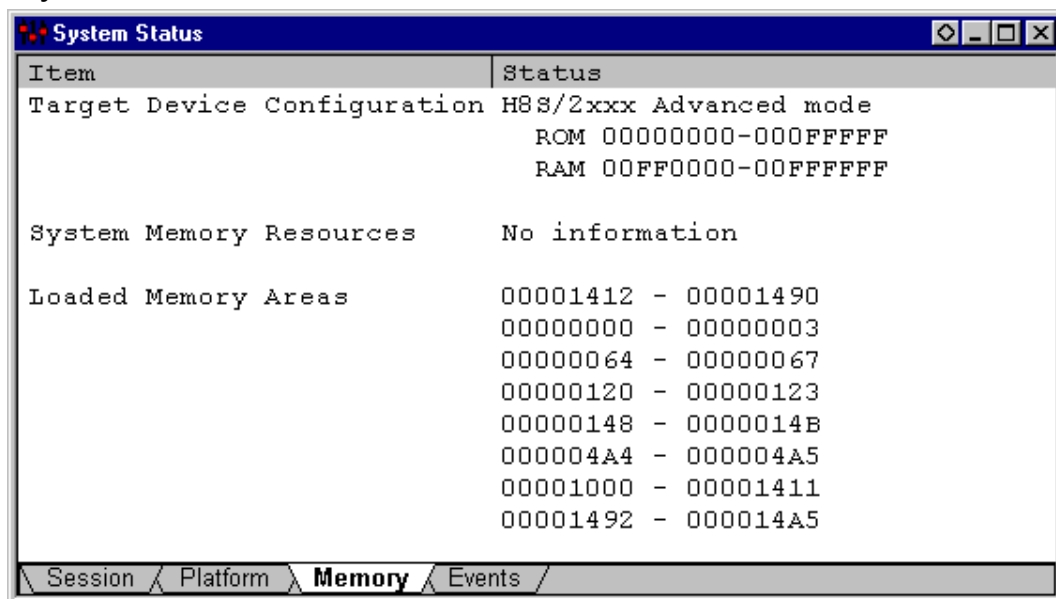 System Status
Item Status
Target Device Configuration H8S/2xxx Advanced mode
ROM 00000000-000FFFFF
RAM 00FF0000-00FFFFFF
System Memory Resources No information
Loaded Memory Areas 00001412 - 00001490
00000000 - 00000003
00000064 - 00000067
00000120 - 00000123
00000148 - 0000014B
000004A4 - 000004A5
00001000 - 00001411
00001492 - 000014A5
Session Platform Memory Events